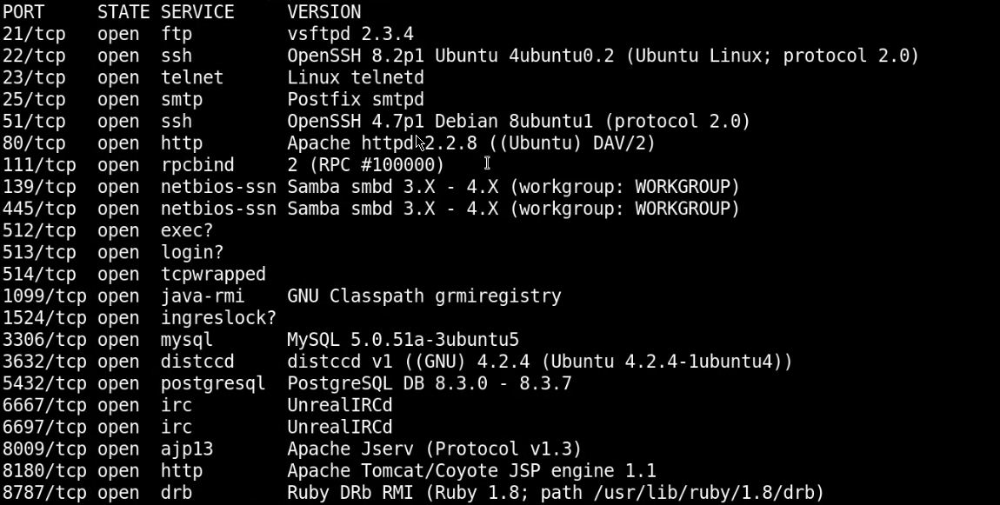 PORT STATE SERVICE VERSION
21/tcp open ftp vsftpd 2.3.4
22/tcp open ssh OpenSSH 8.2p1 Ubuntu 4ubuntu0.2 (Ubuntu Linux; protocol 2.0)
23/tcp open telnet Linux telnetd
25/tcp open smtp Postfix smtpd
51/tcp open ssh OpenSSH 4.7p1 Debian 8ubuntu1 (protocol 2.0)
80/tcp open http Apache httpd 2.2.8 ((Ubuntu) DAV/2)
111/tcp open rpcbind 2 (RPC #100000)
139/tcp open netbios-ssn Samba smbd 3.X - 4.X (workgroup: WORKGROUP)
445/tcp open netbios-ssn Samba smbd 3.X - 4.X (workgroup: WORKGROUP)
512/tcp open exec?
513/tcp open login?
514/tcp open tcpwrapped
1099/tcp open java-rmi GNU Classpath grmiregistry
1524/tcp open ingreslock?
3306/tcp open mysql MySQL 5.0.51a-3ubuntu5
3632/tcp open distccd distccd v1 ((GNU) 4.2.4 (Ubuntu 4.2.4-1ubuntu4))
5432/tcp open postgresql PostgreSQL DB 8.3.0 - 8.3.7
6667/tcp open irc UnrealIRCd
6697/tcp open irc UnrealIRCd
8009/tcp open ajp13 Apache Jserv (Protocol v1.3)
8180/tcp open http Apache Tomcat/Coyote JSP engine 1.1
8787/tcp open drb Ruby DRb RMI (Ruby 1.8; path /usr/lib/ruby/1.8/drb)